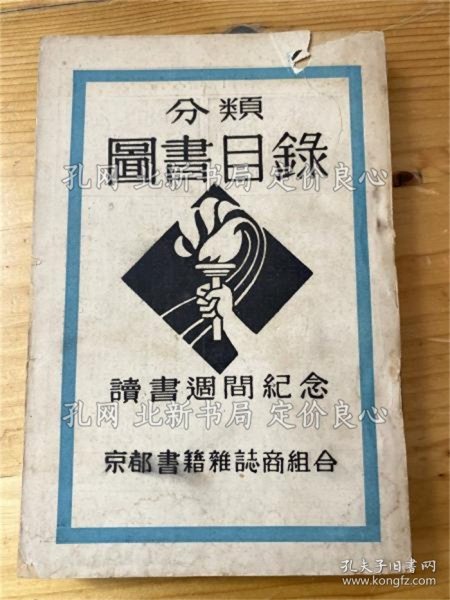 分類
圖書目錄
孔网 北新书局 定价良心
讀書週間紀念
孔网 北新书局 定价良心
京都書籍雜誌商組合
孔夫子旧书网
www.kongfz.com